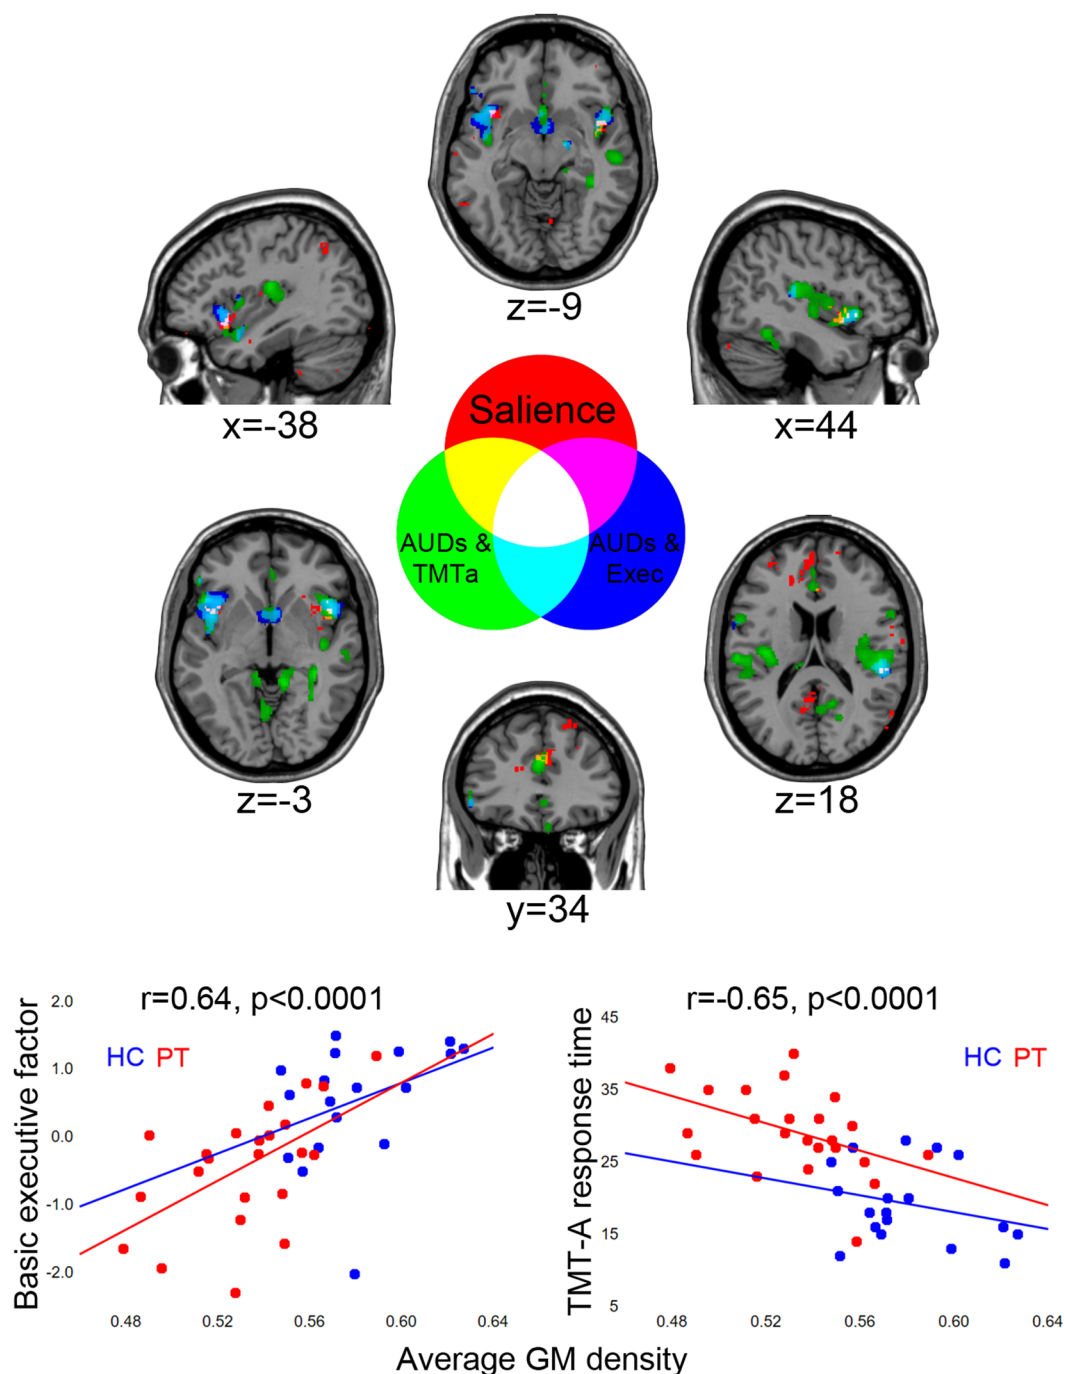 z=-9
x=-38
x=44
Salience
AUDs &
TMTa
AUDs &
Exec
z=-3
z=18
y=34
r=0.64, p<0.0001
HC PT
Basic executive factor
2.0
1.0
0.0
-1.0
-2.0
0.48 0.52 0.56 0.60 0.64
r=-0.65, p<0.0001
HC PT
TMT-A response time
45
35
25
15
5
0.48 0.52 0.56 0.60 0.64
Average GM density